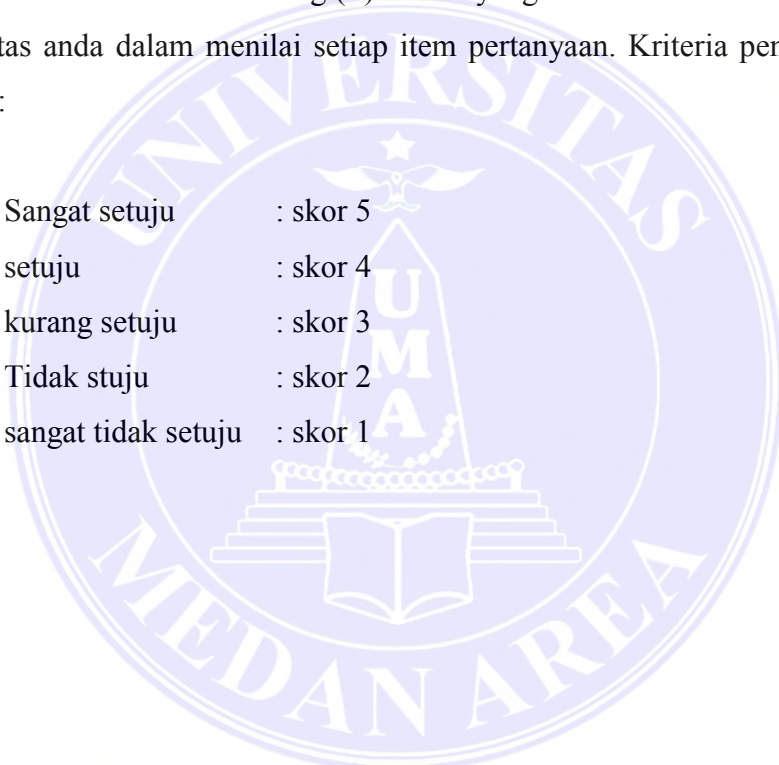 tas anda dalam menilai setiap item pertanyaan. Kriteria pen
:
Sangat setuju : skor 5
setuju : skor 4
kurang setuju : skor 3
Tidak stuju : skor 2
sangat tidak setuju : skor 1
UNIVERSITAS
UMA
MEDAN AREA